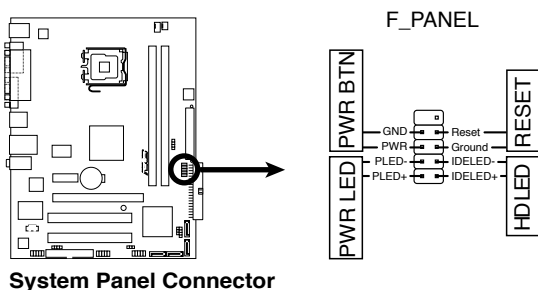 F_PANEL
PWR BTN
RESET
GND
Reset
PWR
Ground
PLED-
IDELED-
PLED+
IDELED+
PWR LED
HDLED
System Panel Connector